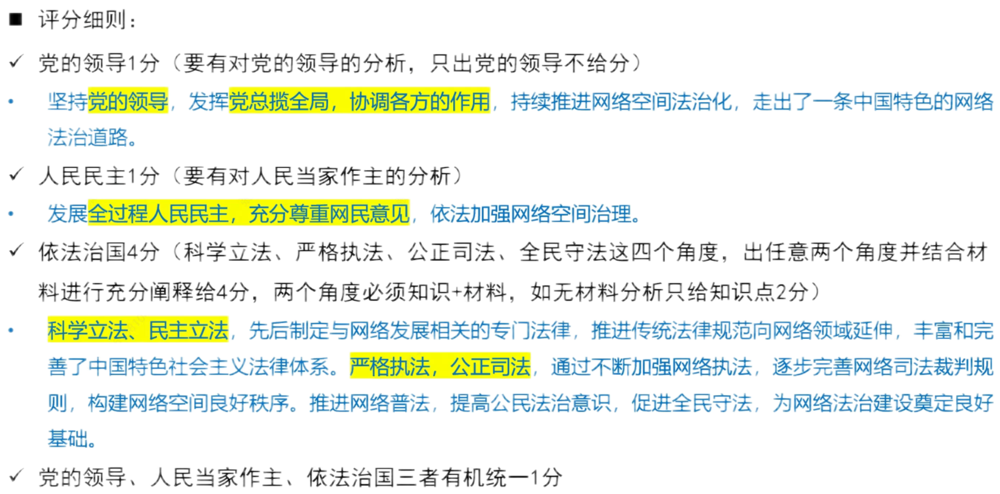 ■ 评分细则：
✓ 党的领导1分（要有对党的领导的分析，只出党的领导不给分）
• 坚持党的领导，发挥党总揽全局，协调各方的作用，持续推进网络空间法治化，走出了一条中国特色的网络
法治道路。
✓ 人民民主1分（要有对人民当家作主的分析）
• 发展全过程人民民主，充分尊重网民意见，依法加强网络空间治理。
✓ 依法治国4分（科学立法、严格执法、公正司法、全民守法这四个角度，出任意两个角度并结合材
料进行充分阐释给4分，两个角度必须知识+材料，如无材料分析只给知识点2分）
• 科学立法、民主立法，先后制定与网络发展相关的专门法律，推进传统法律规范向网络领域延伸，丰富和完
善了中国特色社会主义法律体系。严格执法，公正司法，通过不断加强网络执法，逐步完善网络司法裁判规
则，构建网络空间良好秩序。推进网络普法，提高公民法治意识，促进全民守法，为网络法治建设奠定良好
基础。
✓ 党的领导、人民当家作主、依法治国三者有机统一1分